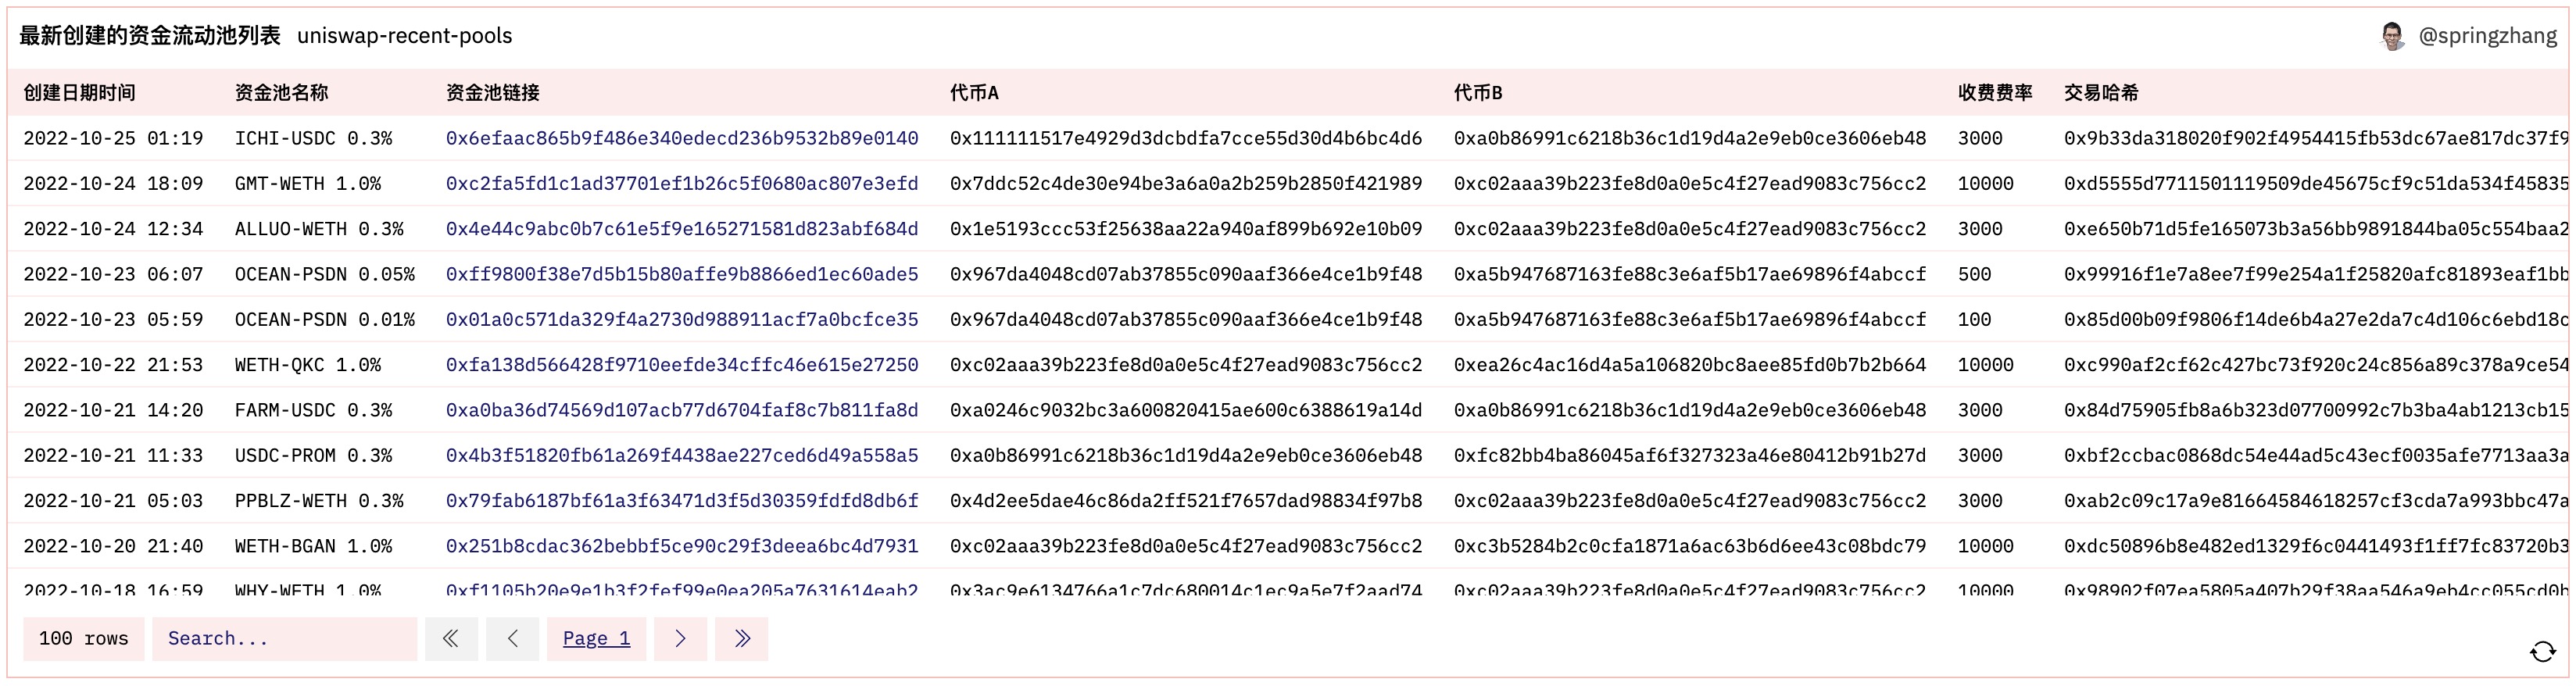 最新创建的资金流动池列表 uniswap-recent-pools @springzhang
创建日期时间 资金池名称 资金池链接 代币A 代币B 收费费率 交易哈希
2022-10-25 01:19 ICHI-USDC 0.3% 0x6efaac865b9f486e340edecd236b9532b89e0140 0x111111517e4929d3dcbdfa7cce55d30d4b6bc4d6 0xa0b86991c6218b36c1d19d4a2e9eb0ce3606eb48 3000 0x9b33da318020f902f4954415fb53dc67ae817dc37f9
2022-10-24 18:09 GMT-WETH 1.0% 0xc2fa5fd1c1ad37701ef1b26c5f0680ac807e3efd 0x7ddc52c4de30e94be3a6a0a2b259b2850f421989 0xc02aaa39b223fe8d0a0e5c4f27ead9083c756cc2 10000 0xd5555d7711501119509de45675cf9c51da534f45835
2022-10-24 12:34 ALLUO-WETH 0.3% 0x4e44c9abc0b7c61e5f9e165271581d823abf684d 0x1e5193ccc53f25638aa22a940af899b692e10b09 0xc02aaa39b223fe8d0a0e5c4f27ead9083c756cc2 3000 0xe650b71d5fe165073b3a56bb9891844ba05c554baa2
2022-10-23 06:07 OCEAN-PSDN 0.05% 0xff9800f38e7d5b15b80affe9b8866ed1ec60ade5 0x967da4048cd07ab37855c090aaf366e4ce1b9f48 0xa5b947687163fe88c3e6af5b17ae69896f4abccf 500 0x99916f1e7a8ee7f99e254a1f25820afc81893eaf1bb
2022-10-23 05:59 OCEAN-PSDN 0.01% 0x01a0c571da329f4a2730d988911acf7a0bcfce35 0x967da4048cd07ab37855c090aaf366e4ce1b9f48 0xa5b947687163fe88c3e6af5b17ae69896f4abccf 100 0x85d00b09f9806f14de6b4a27e2da7c4d106c6ebd18c
2022-10-22 21:53 WETH-QKC 1.0% 0xfa138d566428f9710eefde34cffc46e615e27250 0xc02aaa39b223fe8d0a0e5c4f27ead9083c756cc2 0xea26c4ac16d4a5a106820bc8aee85fd0b7b2b664 10000 0xc990af2cf62c427bc73f920c24c856a89c378a9ce54
2022-10-21 14:20 FARM-USDC 0.3% 0xa0ba36d74569d107acb77d6704faf8c7b811fa8d 0xa0246c9032bc3a600820415ae600c6388619a14d 0xa0b86991c6218b36c1d19d4a2e9eb0ce3606eb48 3000 0x84d75905fb8a6b323d07700992c7b3ba4ab1213cb15
2022-10-21 11:33 USDC-PROM 0.3% 0x4b3f51820fb61a269f4438ae227ced6d49a558a5 0xa0b86991c6218b36c1d19d4a2e9eb0ce3606eb48 0xfc82bb4ba86045af6f327323a46e80412b91b27d 3000 0xbf2ccbac0868dc54e44ad5c43ecf0035afe7713aa3a
2022-10-21 05:03 PPBLZ-WETH 0.3% 0x79fab6187bf61a3f63471d3f5d30359fdfd8db6f 0x4d2ee5dae46c86da2ff521f7657dad98834f97b8 0xc02aaa39b223fe8d0a0e5c4f27ead9083c756cc2 3000 0xab2c09c17a9e81664584618257cf3cda7a993bbc47a
2022-10-20 21:40 WETH-BGAN 1.0% 0x251b8cdac362bebbf5ce90c29f3deea6bc4d7931 0xc02aaa39b223fe8d0a0e5c4f27ead9083c756cc2 0xc3b5284b2c0cfa1871a6ac63b6d6ee43c08bdc79 10000 0xdc50896b8e482ed1329f6c0441493f1ff7fc83720b3
2022-10-18 16:59 WHY-WETH 1.0% 0xf1105b20e9e1b3f2fef99e0ea205a7631614eab2 0x3ac9e6134766a1c7dc680014c1ec9a5e7f2aad74 0xc02aaa39b223fe8d0a0e5c4f27ead9083c756cc2 10000 0x98902f07ea5805a407b29f38aa546a9eb4cc055cd0b
100 rows Search... Page 1